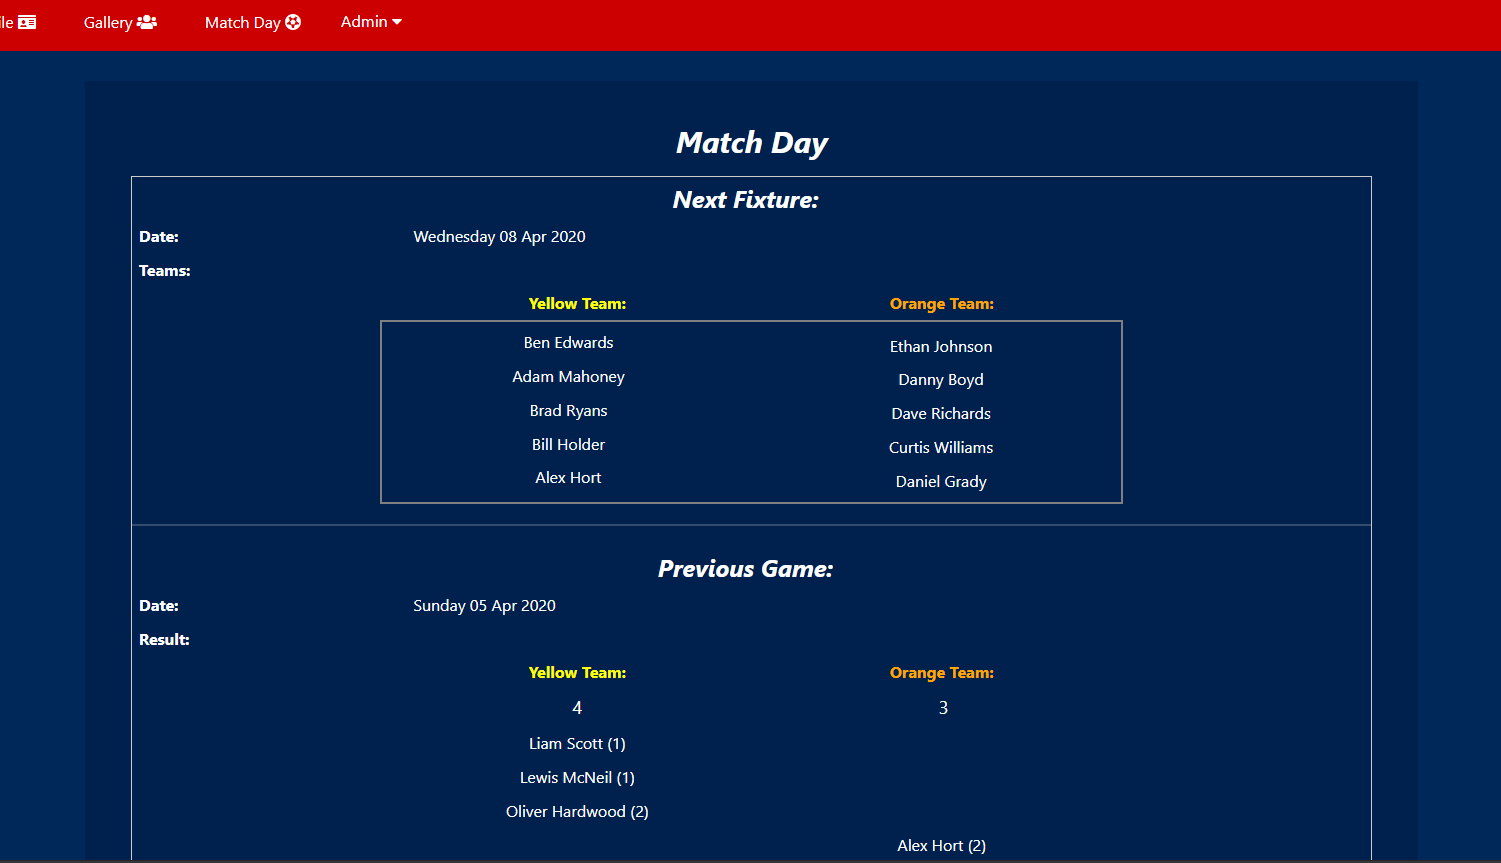 Gallery
Match Day
Admin
Match Day
Next Fixture:
Date: Wednesday 08 Apr 2020
Teams:
Yellow Team: Orange Team:
Ben Edwards Ethan Johnson
Adam Mahoney Danny Boyd
Brad Ryans Dave Richards
Bill Holder Curtis Williams
Alex Hort Daniel Grady
Previous Game:
Date: Sunday 05 Apr 2020
Result:
Yellow Team: Orange Team:
4 3
Liam Scott (1)
Lewis McNeil (1)
Oliver Hardwood (2)
Alex Hort (2)